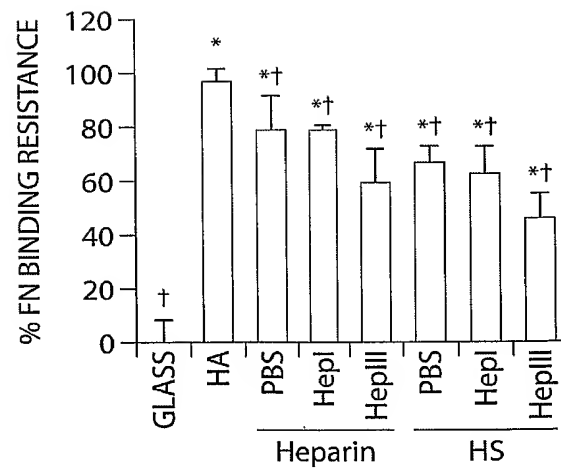 % FN BINDING RESISTANCE
120
100
80
60
40
20
0
†
*
*†
*†
*†
*†
*†
*†
GLASS
HA
PBS
HepI
HepIII
PBS
HepI
HepIII
Heparin
HS